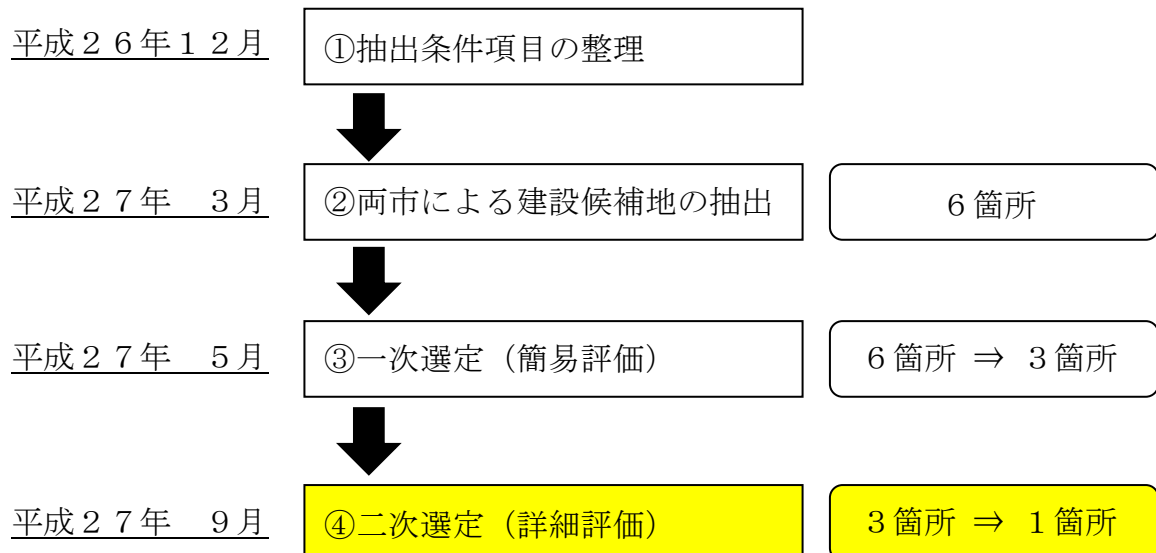 平成２６年１２月 ①抽出条件項目の整理
平成２７年　３月 ②両市による建設候補地の抽出 ６箇所
平成２７年　５月 ③一次選定（簡易評価） ６箇所 ⇒ ３箇所
平成２７年　９月 ④二次選定（詳細評価） ３箇所 ⇒ １箇所